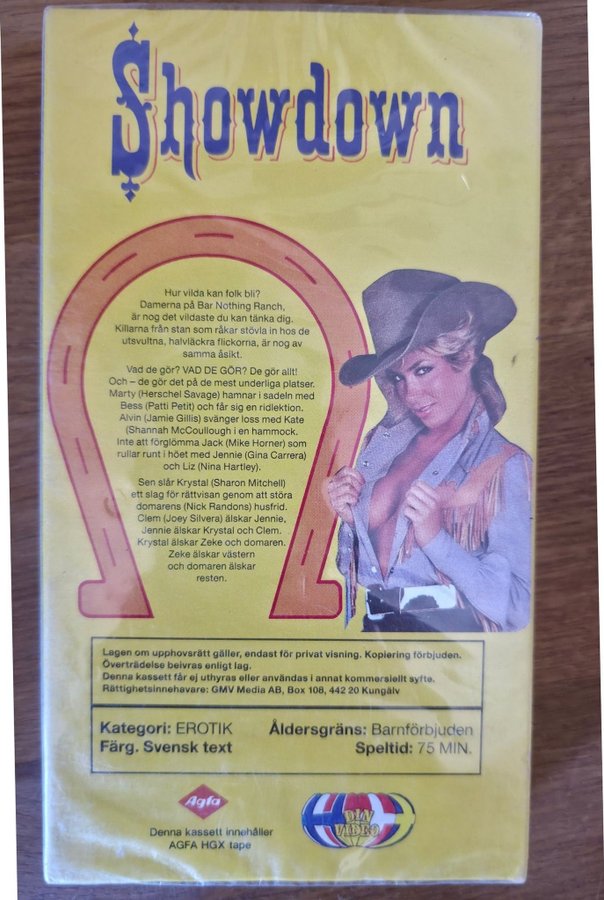 Showdown
Hur vilda kan folk bli?
Damerna på Bar Nothing Ranch,
är nog det vildaste du kan tänka dig.
Killarna från stan som råkar stövla in hos de
utsvultna, halvläckra flickorna, är nog av
samma åsikt.
Vad de gör? VAD DE GÖR? De gör allt!
Och – de gör det på de mest underliga platser.
Marty (Herschel Savage) hamnar i sadeln med
Bess (Patti Petit) och får sig en ridlektion.
Alvin (Jamie Gillis) svänger loss med Kate
(Shannah McCoullough i en hammock.
Inte att förglömma Jack (Mike Horner) som
rullar runt i höet med Jennie (Gina Carrera)
och Liz (Nina Hartley).
Sen slår Krystal (Sharon Mitchell)
ett slag för rättvisan genom att störa
domarens (Nick Randons) husfrid.
Clem (Joey Silvera) älskar Jennie,
Jennie älskar Krystal och Clem.
Krystal älskar Zeke och domaren.
Zeke älskar västern
och domaren älskar
resten.
Lagen om upphovsrätt gäller, endast för privat visning. Kopiering förbjuden.
Överträdelse beivras enligt lag.
Denna kassett får ej uthyras eller användas i annat kommersiellt syfte.
Rättighetsinnehavare: GMV Media AB, Box 108, 442 20 Kungälv
Kategori: EROTIK Åldersgräns: Barnförbjuden
Färg. Svensk text Speltid: 75 MIN.
Agfa
Denna kassett innehåller
AGFA HGX tape
DIN
VIDEO